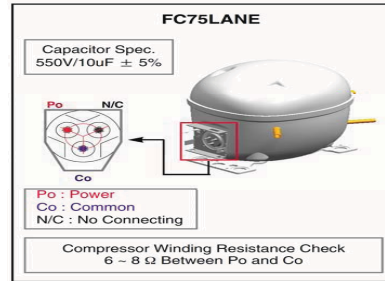 FC75LANE
Capacitor Spec.
550V/10uF ± 5%
Po N/C
Co
Po : Power
Co : Common
N/C : No Connecting
Compressor Winding Resistance Check
6 ~ 8 Ω Between Po and Co